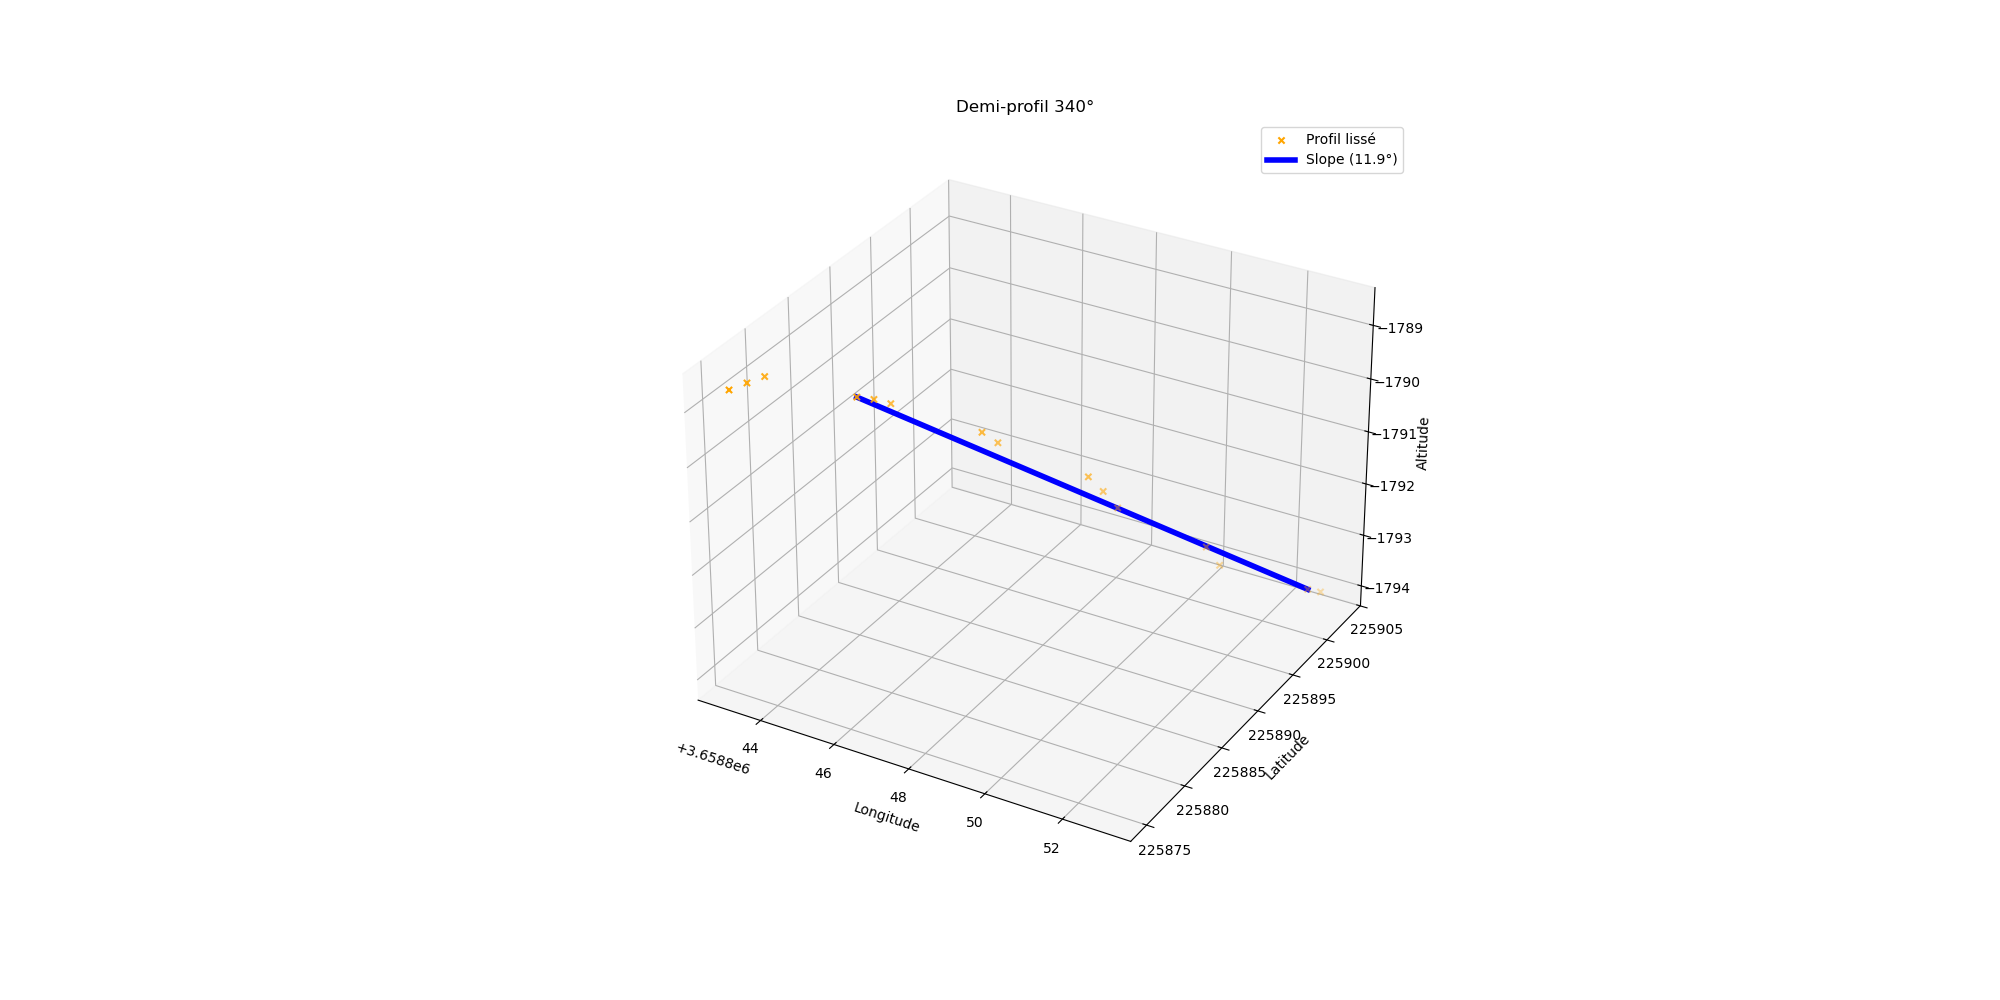 Demi-profil 340°
Profil lissé
Slope (11.9°)
−1789
−1790
−1791
−1792
−1793
−1794
Altitude
225905
225900
225895
225890
225885
225880
225875
Latitude
44
46
48
50
52
+3.6588e6
Longitude